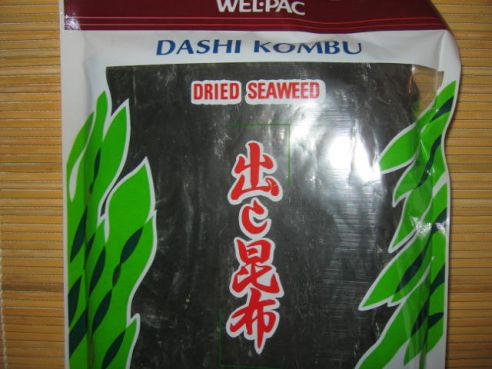 WEL-PAC
DASHI KOMBU
DRIED SEAWEED
出し昆布